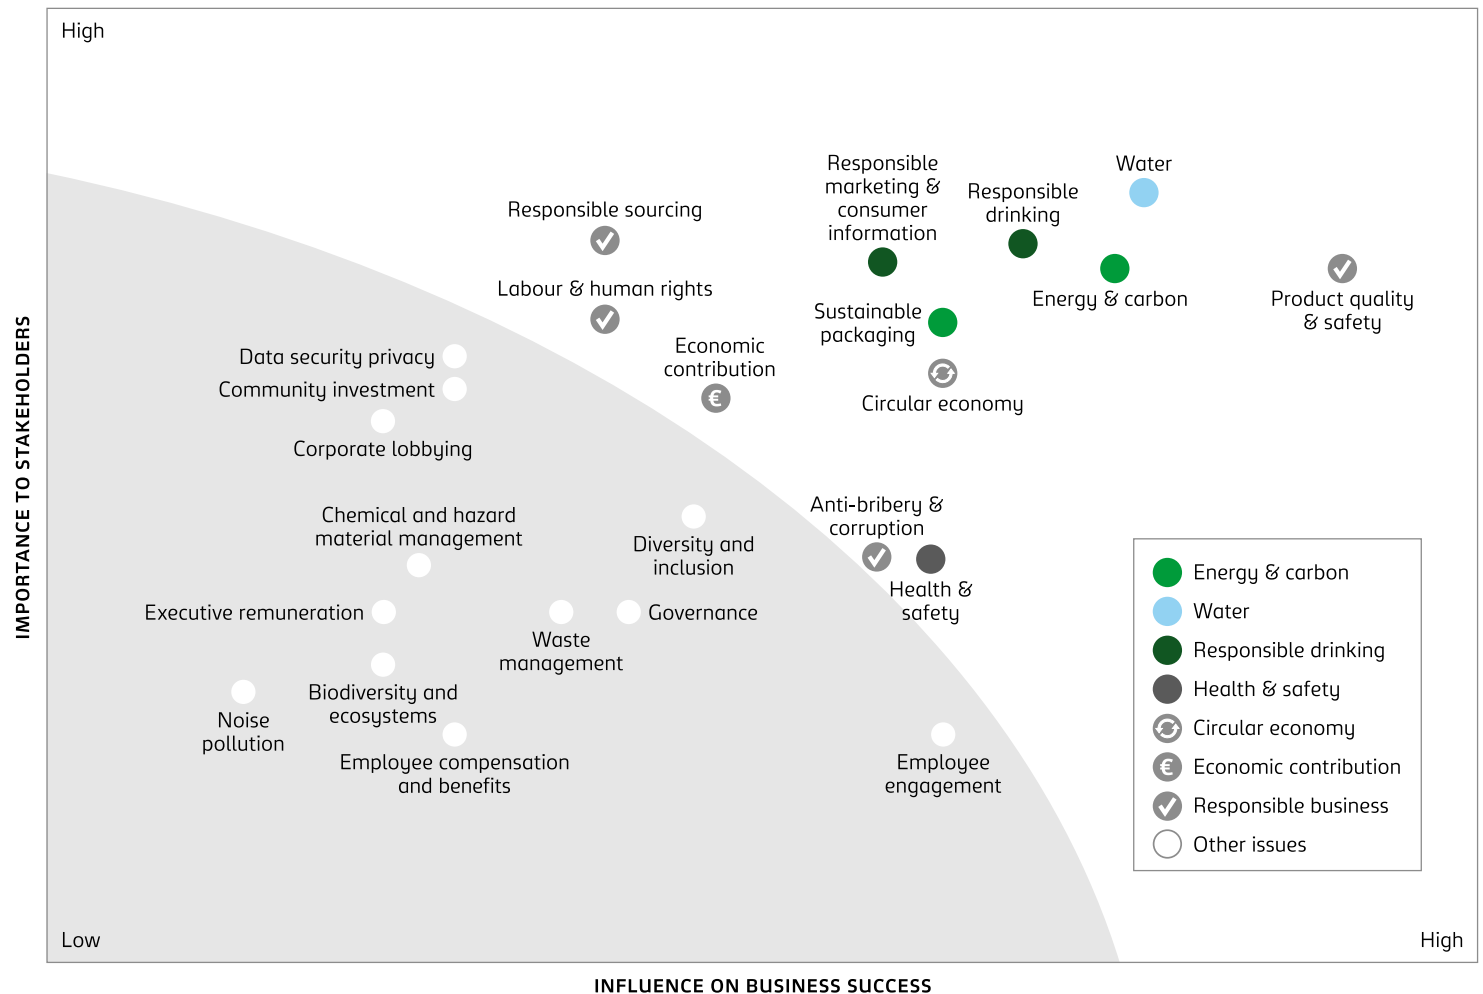 High
Responsible
marketing &
consumer
information
Responsible
drinking
Water
Responsible sourcing
Labour & human rights
Energy & carbon
Product quality
& safety
Sustainable
packaging
Economic
contribution
€
Circular economy
Data security privacy
Community investment
Corporate lobbying
Chemical and hazard
material management
Diversity and
inclusion
Anti-bribery &
corruption
Health &
safety
Executive remuneration
Waste
management
Governance
Biodiversity and
ecosystems
Noise
pollution
Employee compensation
and benefits
Employee
engagement
Energy & carbon
Water
Responsible drinking
Health & safety
Circular economy
€ Economic contribution
Responsible business
Other issues
Low
High
IMPORTANCE TO STAKEHOLDERS
INFLUENCE ON BUSINESS SUCCESS